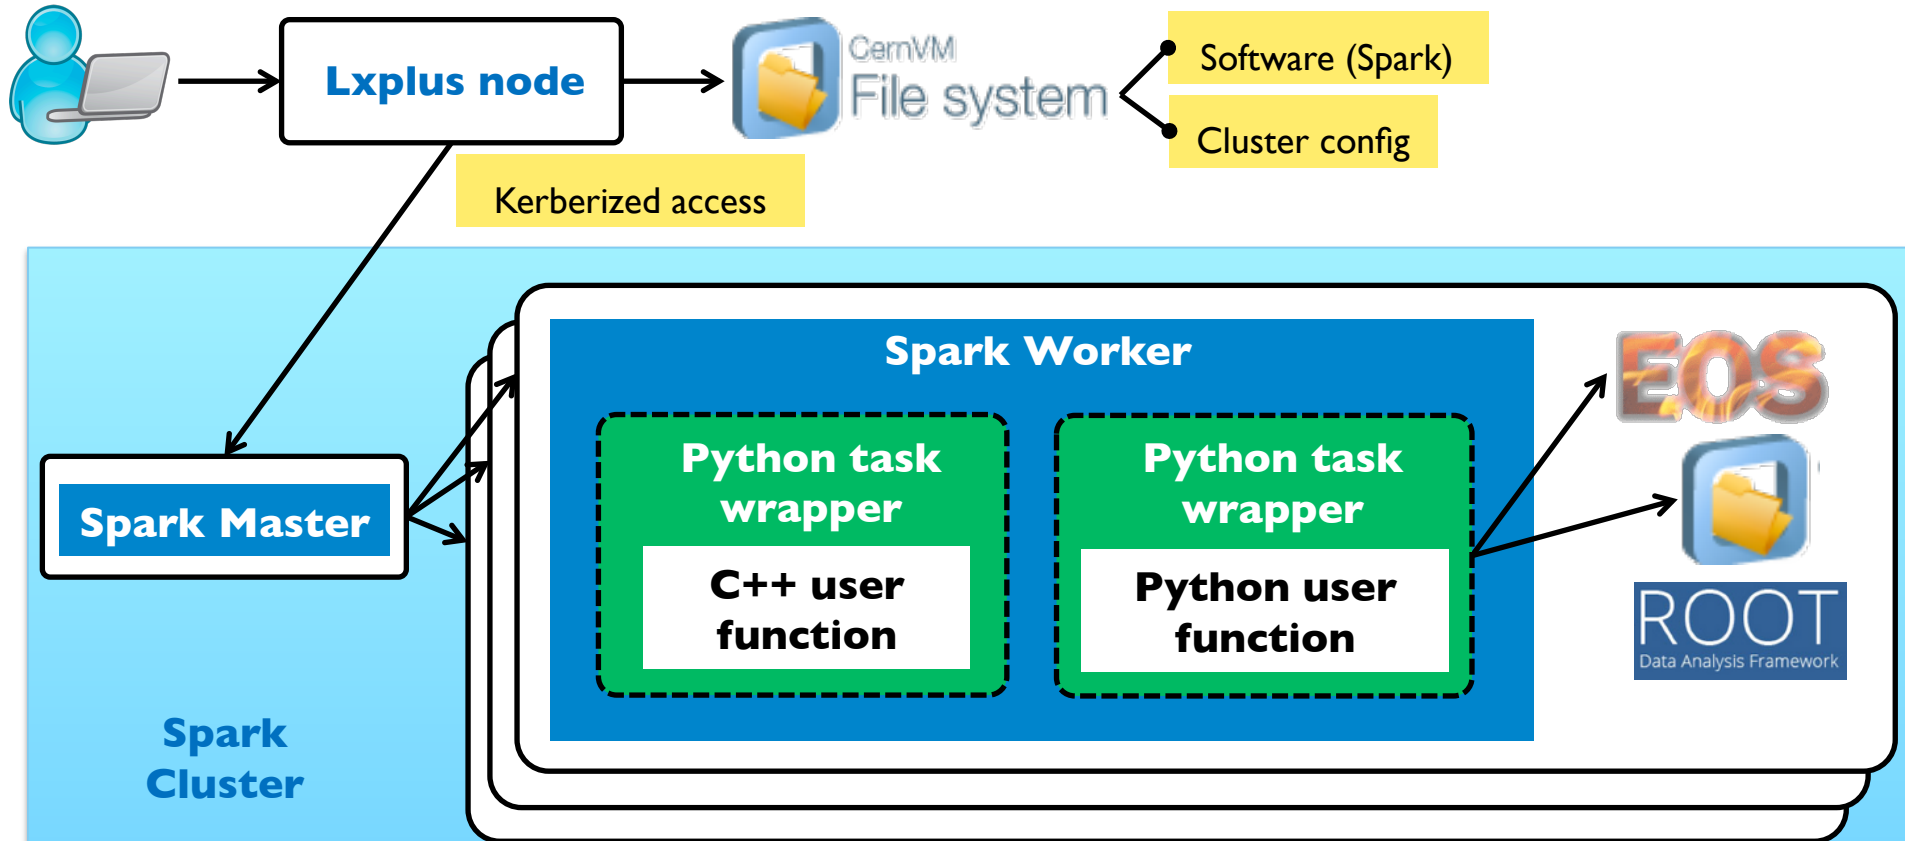 Lxplus node
CernVM
File system
Software (Spark)
Cluster config
Kerberized access
Spark Worker
EOS
Python task
wrapper
Python task
wrapper
Spark Master
C++ user
function
Python user
function
ROOT
Data Analysis Framework
Spark
Cluster